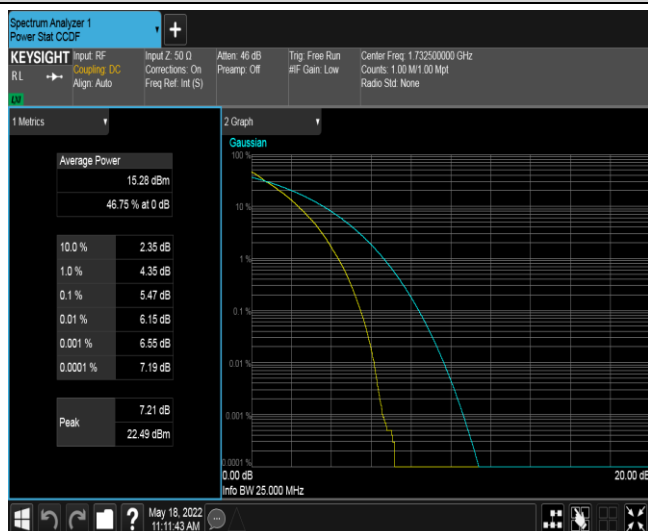 Spectrum Analyzer 1
Power Stat CCDF
+
KEYSIGHT
RL
Input: RF
Coupling: DC
Align: Auto
Input Z: 50 Ω
Corrections: On
Freq Ref: Int (S)
Atten: 46 dB
Preamp: Off
Trig: Free Run
#IF Gain: Low
Center Freq: 1.732500000 GHz
Counts: 1.00 M/1.00 Mpt
Radio Std: None
1 Metrics
Average Power
15.28 dBm
46.75 % at 0 dB
10.0 % 2.35 dB
1.0 % 4.35 dB
0.1 % 5.47 dB
0.01 % 6.15 dB
0.001 % 6.55 dB
0.0001 % 7.19 dB
Peak
7.21 dB
22.49 dBm
2 Graph
Gaussian
100 %
10 %
1 %
0.1 %
0.01 %
0.001 %
0.0001 %
0.00 dB
20.00 dB
Info BW 25.000 MHz
?
May 18, 2022
11:11:43 AM